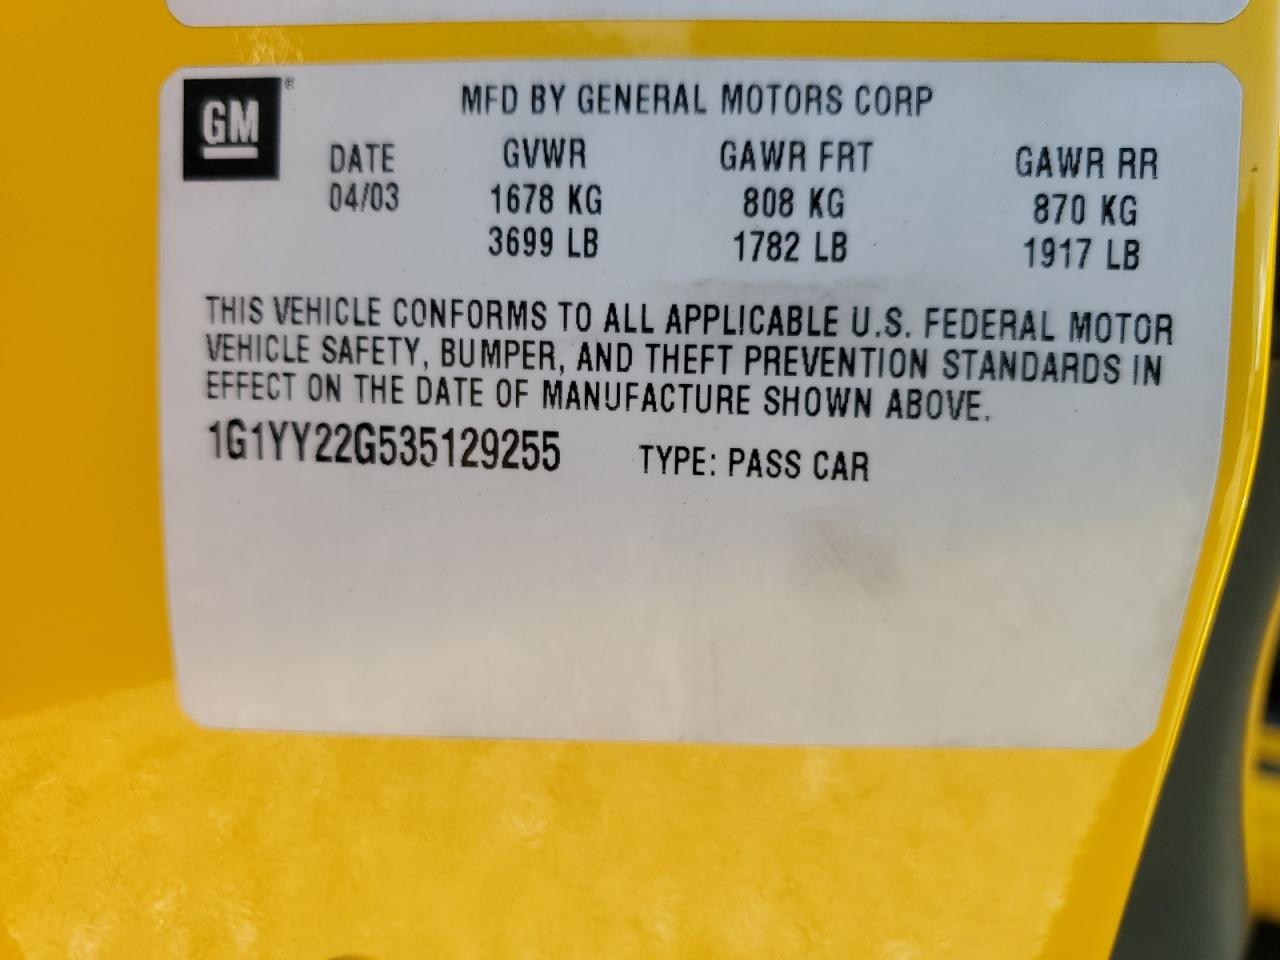 GM ®
MFD BY GENERAL MOTORS CORP
DATE GVWR GAWR FRT GAWR RR
04/03 1678 KG 808 KG 870 KG
3699 LB 1782 LB 1917 LB
THIS VEHICLE CONFORMS TO ALL APPLICABLE U.S. FEDERAL MOTOR
VEHICLE SAFETY, BUMPER, AND THEFT PREVENTION STANDARDS IN
EFFECT ON THE DATE OF MANUFACTURE SHOWN ABOVE.
1G1YY22G535129255 TYPE: PASS CAR